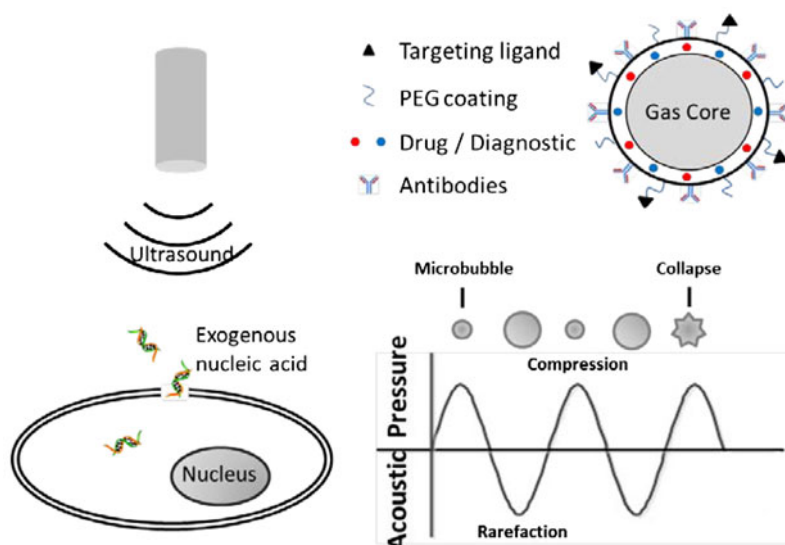 Ultrasound
Exogenous
nucleic acid
Nucleus
Targeting ligand
PEG coating
Drug / Diagnostic
Antibodies
Gas Core
Microbubble
Collapse
Compression
Acoustic Pressure
Rarefaction